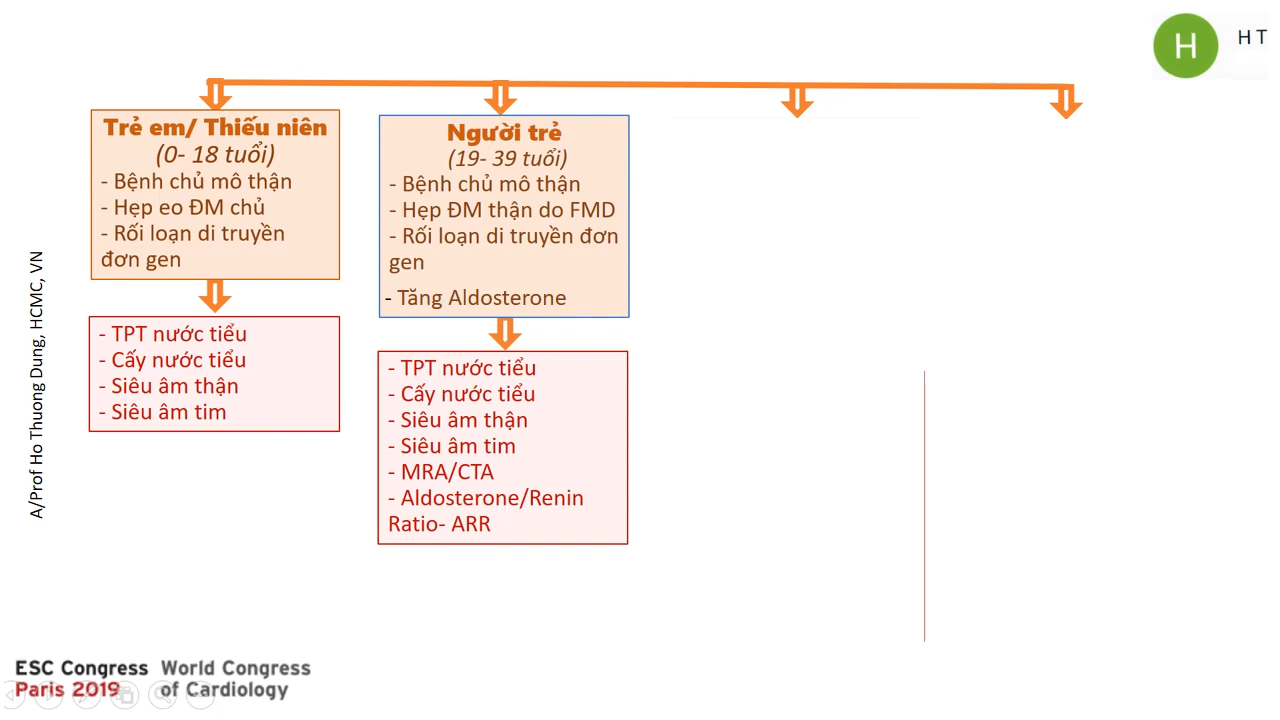 H
H T
Trẻ em/ Thiếu niên
(0- 18 tuổi)
- Bệnh chủ mô thận
- Hẹp eo ĐM chủ
- Rối loạn di truyền
đơn gen
- TPT nước tiểu
- Cấy nước tiểu
- Siêu âm thận
- Siêu âm tim
Người trẻ
(19- 39 tuổi)
- Bệnh chủ mô thận
- Hẹp ĐM thận do FMD
- Rối loạn di truyền đơn
gen
- Tăng Aldosterone
- TPT nước tiểu
- Cấy nước tiểu
- Siêu âm thận
- Siêu âm tim
- MRA/CTA
- Aldosterone/Renin
Ratio- ARR
A/Prof Ho Thuong Dung, HCMC, VN
ESC Congress World Congress
Paris 2019 of Cardiology